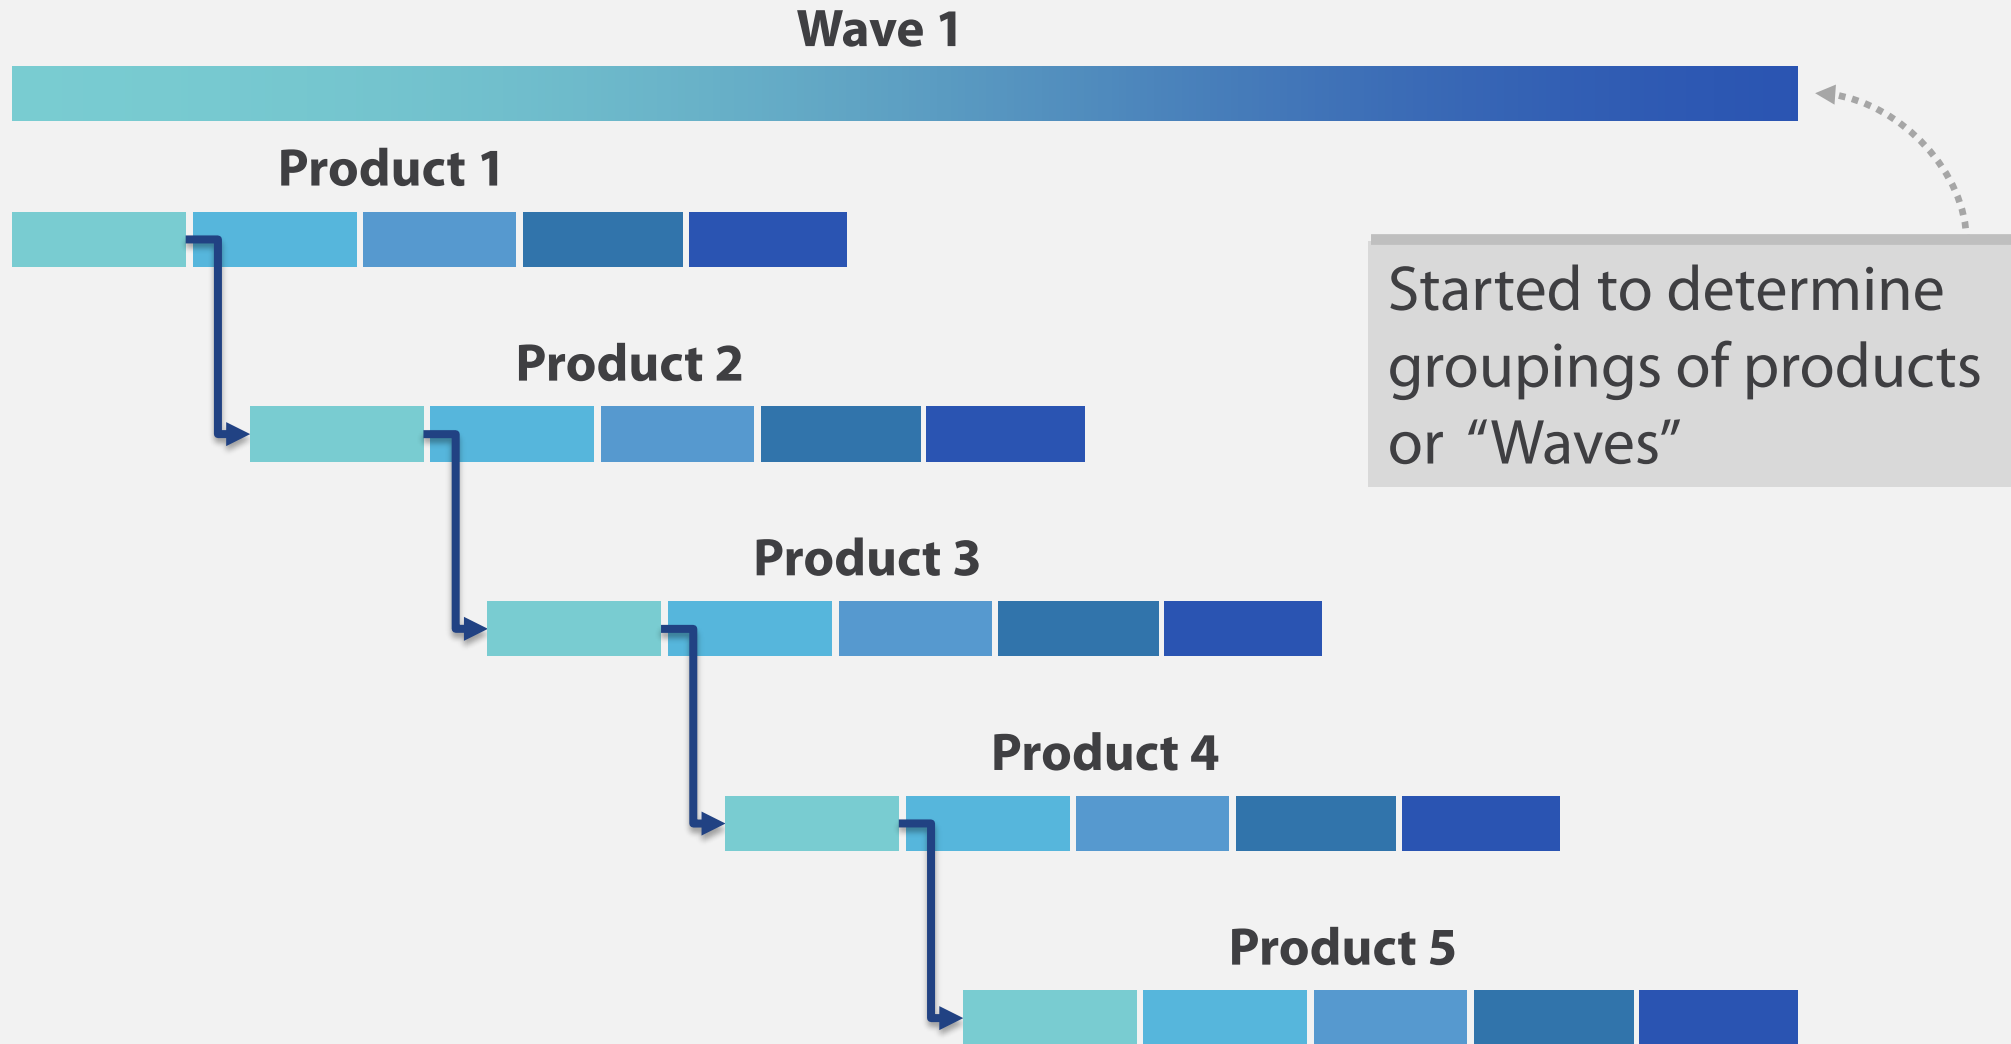 Wave 1
Product 1
Started to determine
groupings of products
or “Waves”
Product 2
Product 3
Product 4
Product 5